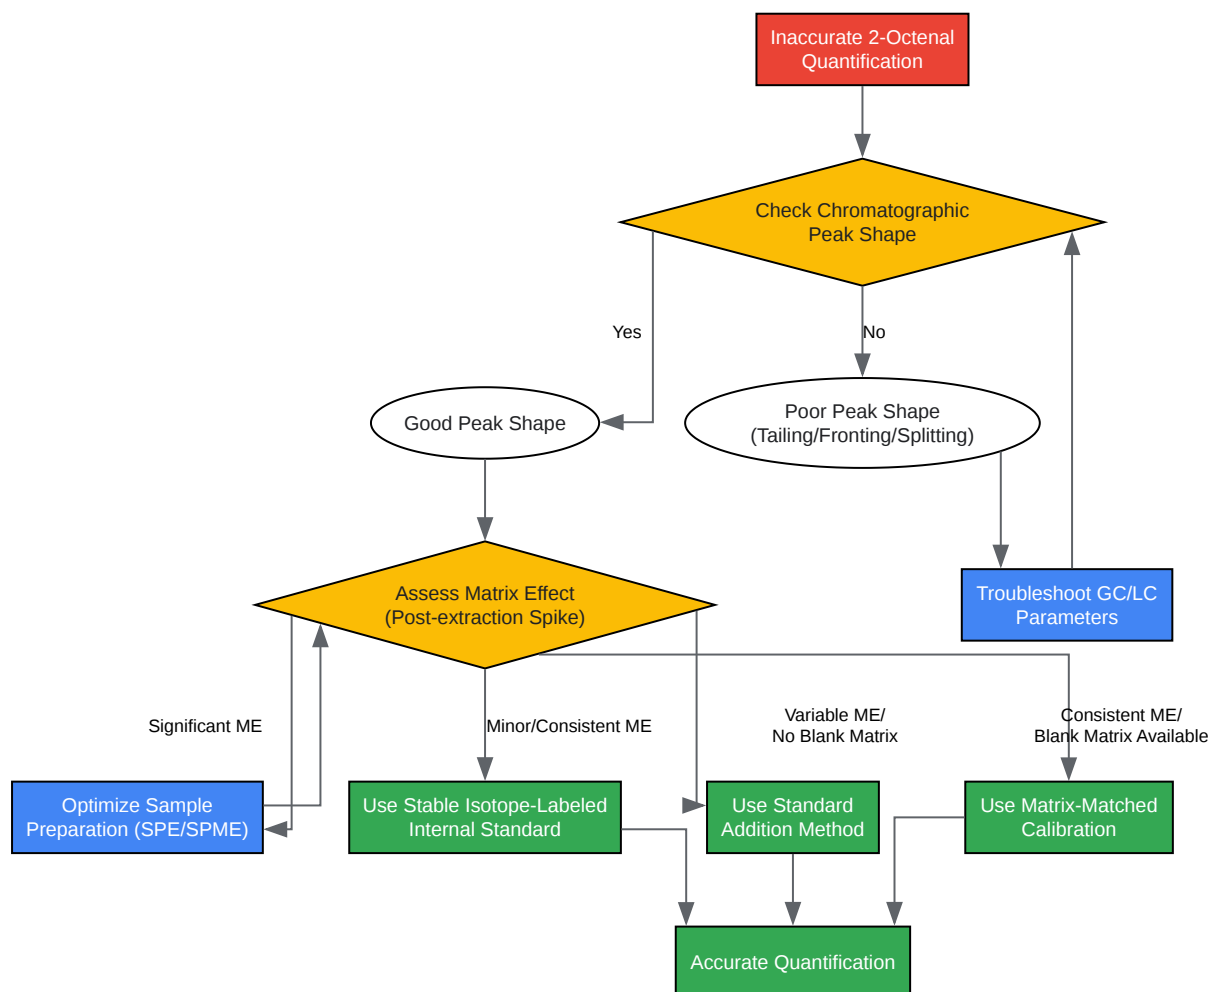 Inaccurate 2-Octenal
Quantification
Check Chromatographic
Peak Shape
Yes
No
Good Peak Shape
Poor Peak Shape
(Tailing/Fronting/Splitting)
Assess Matrix Effect
(Post-extraction Spike)
Troubleshoot GC/LC
Parameters
Significant ME
Minor/Consistent ME
Variable ME/
No Blank Matrix
Consistent ME/
Blank Matrix Available
Optimize Sample
Preparation (SPE/SPME)
Use Stable Isotope-Labeled
Internal Standard
Use Standard
Addition Method
Use Matrix-Matched
Calibration
Accurate Quantification